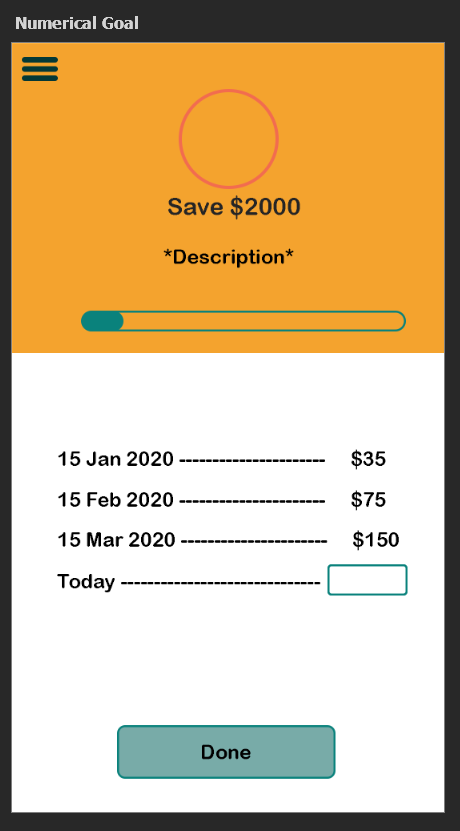 Numerical Goal
Save $2000
*Description*
15 Jan 2020 ---------------------- $35
15 Feb 2020 ---------------------- $75
15 Mar 2020 ---------------------- $150
Today ------------------------------
Done